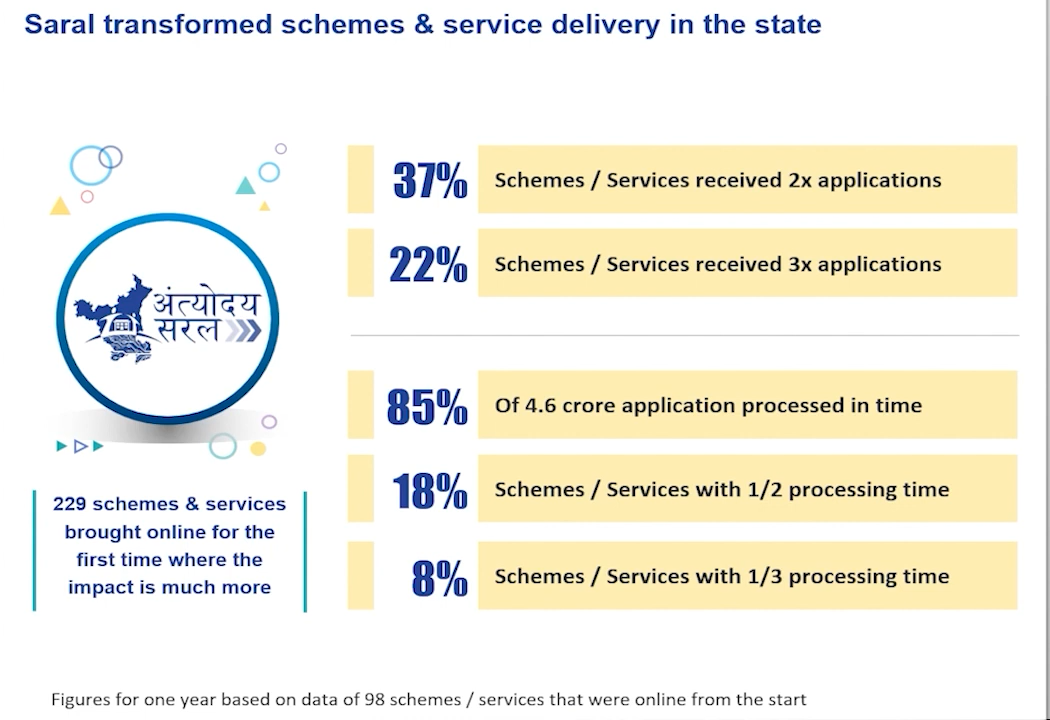 Saral transformed schemes & service delivery in the state
अंत्योदय
सरल
229 schemes & services
brought online for the
first time where the
impact is much more
37% Schemes / Services received 2x applications
22% Schemes / Services received 3x applications
85% Of 4.6 crore application processed in time
18% Schemes / Services with 1/2 processing time
8% Schemes / Services with 1/3 processing time
Figures for one year based on data of 98 schemes / services that were online from the start